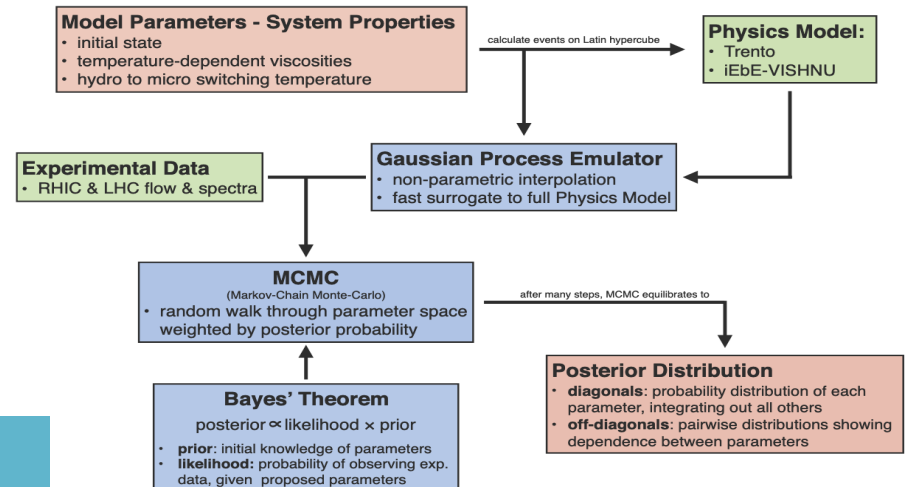 Model Parameters - System Properties
• initial state
• temperature-dependent viscosities
• hydro to micro switching temperature
calculate events on Latin hypercube
Physics Model:
• Trento
• iEbE-VISHNU
Experimental Data
• RHIC & LHC flow & spectra
Gaussian Process Emulator
• non-parametric interpolation
• fast surrogate to full Physics Model
MCMC
(Markov-Chain Monte-Carlo)
• random walk through parameter space
weighted by posterior probability
after many steps, MCMC equilibrates to
Posterior Distribution
• diagonals: probability distribution of each
parameter, integrating out all others
• off-diagonals: pairwise distributions showing
dependence between parameters
Bayes' Theorem
posterior ∝ likelihood × prior
• prior: initial knowledge of parameters
• likelihood: probability of observing exp.
data, given proposed parameters